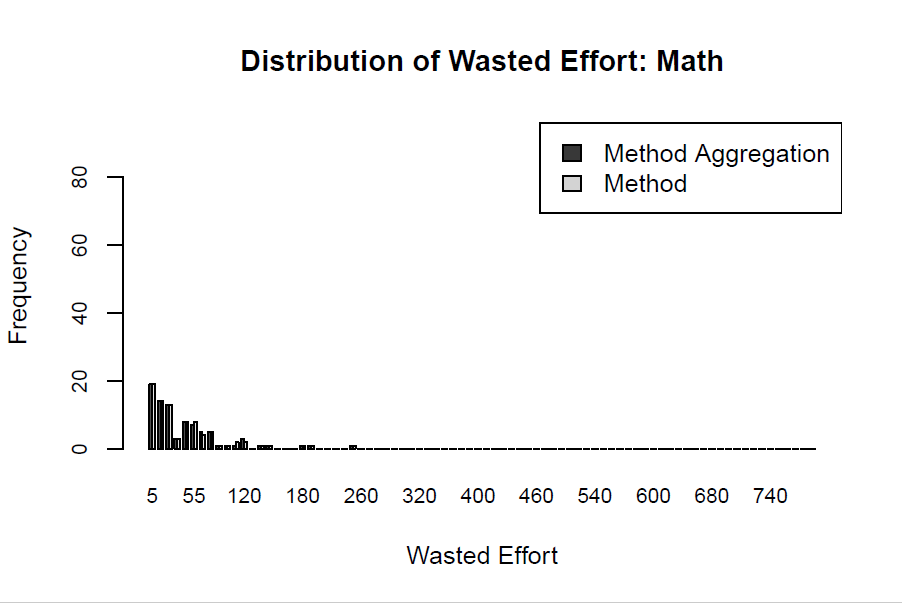 Distribution of Wasted Effort: Math
Method Aggregation
Method
Frequency
80
60
40
20
0
5 55 120 180 260 320 400 460 540 600 680 740
Wasted Effort